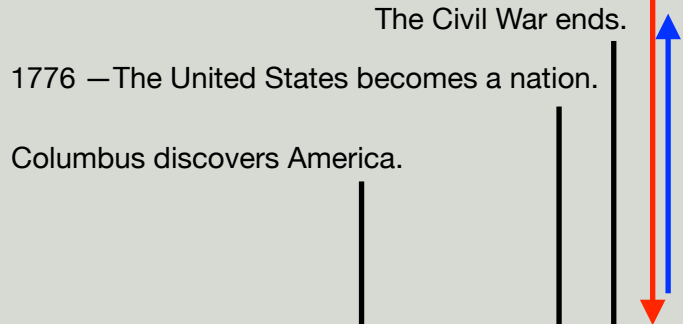 The Civil War ends.
1776 —The United States becomes a nation.
Columbus discovers America.